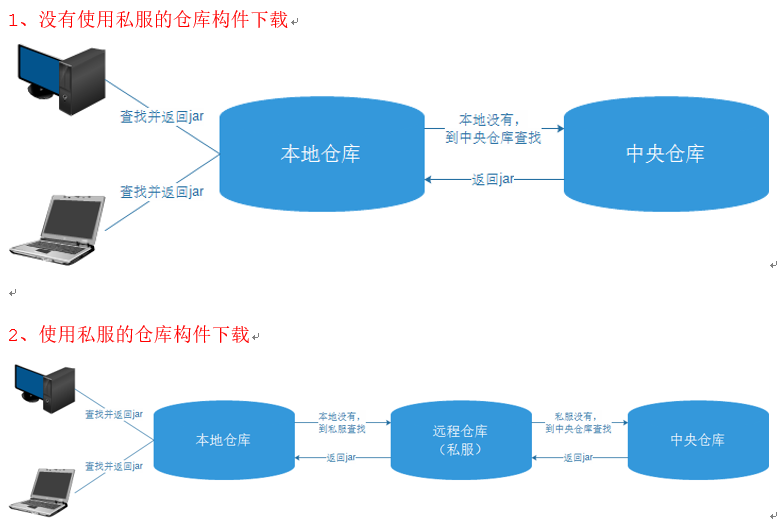 1、没有使用私服的仓库构件下载
查找并返回jar
本地没有，
到中央仓库查找
本地仓库
中央仓库
返回jar
查找并返回jar
2、使用私服的仓库构件下载
查找并返回jar
本地没有，
到私服查找
私服没有，
到中央仓库查找
本地仓库
远程仓库
（私服）
中央仓库
返回jar
返回jar
查找并返回jar